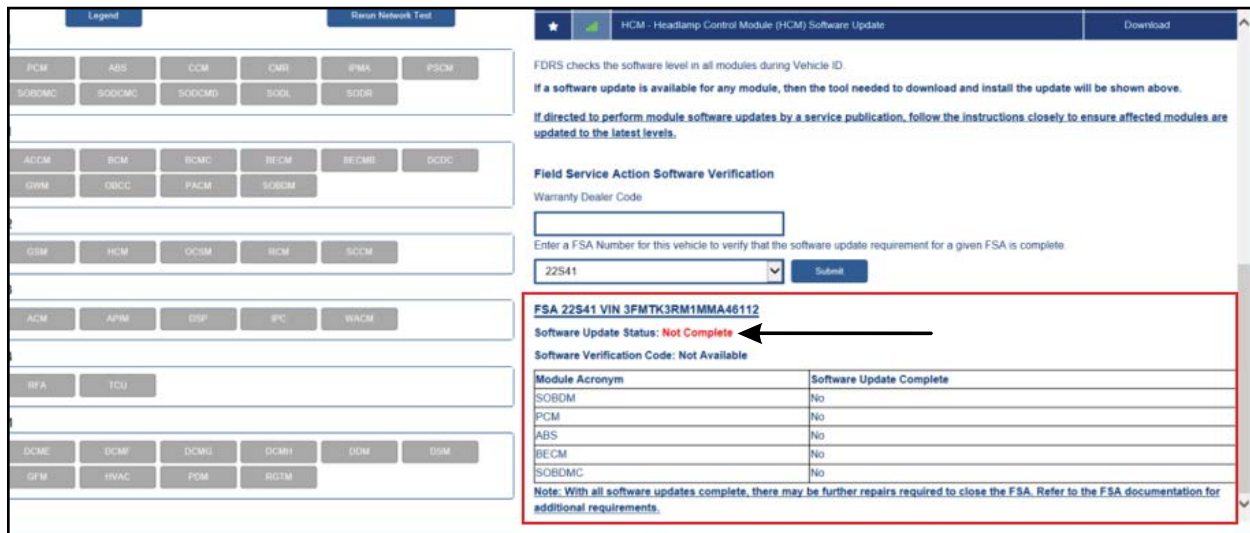 Legend
Rerun Network Test
PCM ABS CCM CMR IPMA PSCM
SOBDMC SODCMC SODCMD SODL SODR
ACCM BCM BCMC BECM BECMB DCDC
GWM OBCC PACM SOBDM
GSM HCM OCSM RCM SCCM
ACM APIM DSP IPC WACM
RFA TCU
DCME DCMF DCMG DCMH DDM DSM
GFM HVAC PDM RGTM
HCM - Headlamp Control Module (HCM) Software Update Download
FDRS checks the software level in all modules during Vehicle ID.
If a software update is available for any module, then the tool needed to download and install the update will be shown above.
If directed to perform module software updates by a service publication, follow the instructions closely to ensure affected modules are
updated to the latest levels.
Field Service Action Software Verification
Warranty Dealer Code
Enter a FSA Number for this vehicle to verify that the software update requirement for a given FSA is complete.
22S41 Submit
FSA 22S41 VIN 3FMTK3RM1MMA46112
Software Update Status: Not Complete
Software Verification Code: Not Available
Module Acronym Software Update Complete
SOBDM No
PCM No
ABS No
BECM No
SOBDMC No
Note: With all software updates complete, there may be further repairs required to close the FSA. Refer to the FSA documentation for
additional requirements.